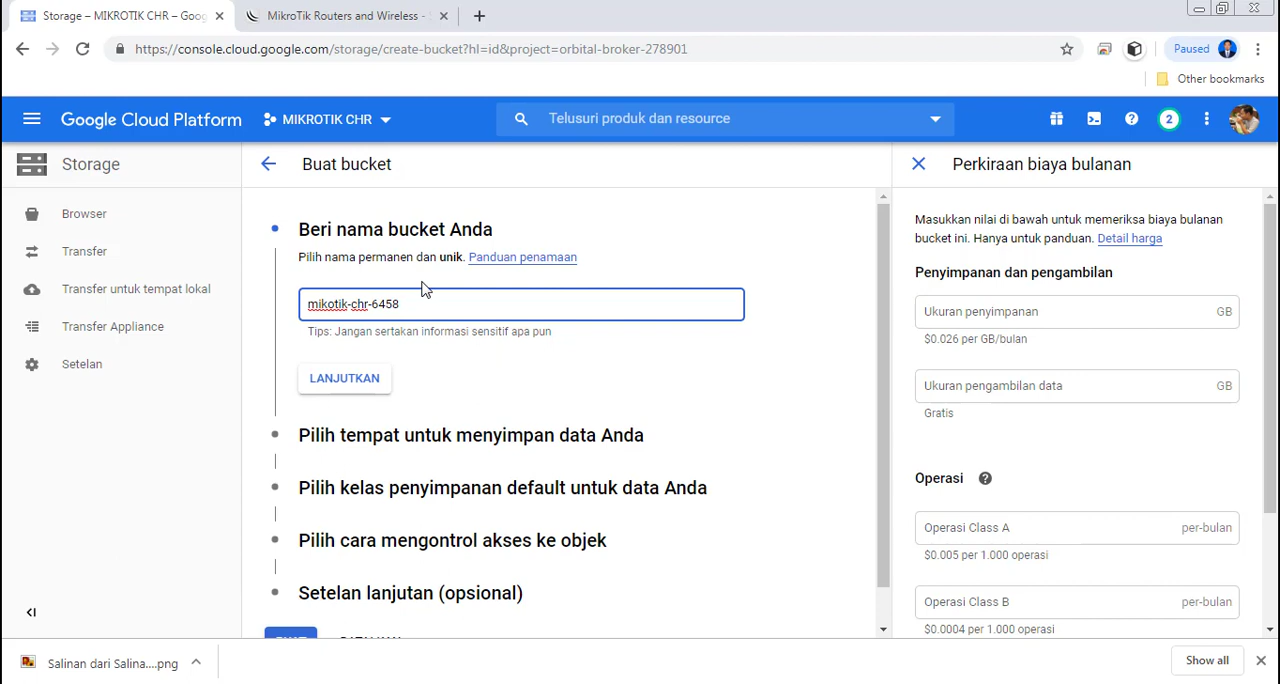 Storage – MIKROTIK CHR – Goog
MikroTik Routers and Wireless -
https://console.cloud.google.com/storage/create-bucket?hl=id&project=orbital-broker-278901
Paused
Other bookmarks
Google Cloud Platform
MIKROTIK CHR
Telusuri produk dan resource
2
Storage
Buat bucket
Perkiraan biaya bulanan
Browser
Transfer
Transfer untuk tempat lokal
Transfer Appliance
Setelan
Beri nama bucket Anda
Pilih nama permanen dan unik. Panduan penamaan
mikotik-chr-6458
Tips: Jangan sertakan informasi sensitif apa pun
LANJUTKAN
Pilih tempat untuk menyimpan data Anda
Pilih kelas penyimpanan default untuk data Anda
Pilih cara mengontrol akses ke objek
Setelan lanjutan (opsional)
Masukkan nilai di bawah untuk memeriksa biaya bulanan
bucket ini. Hanya untuk panduan. Detail harga
Penyimpanan dan pengambilan
Ukuran penyimpanan GB
$0.026 per GB/bulan
Ukuran pengambilan data GB
Gratis
Operasi
Operasi Class A per-bulan
$0.005 per 1.000 operasi
Operasi Class B per-bulan
$0.0004 per 1.000 operasi
Salinan dari Salina....png
Show all